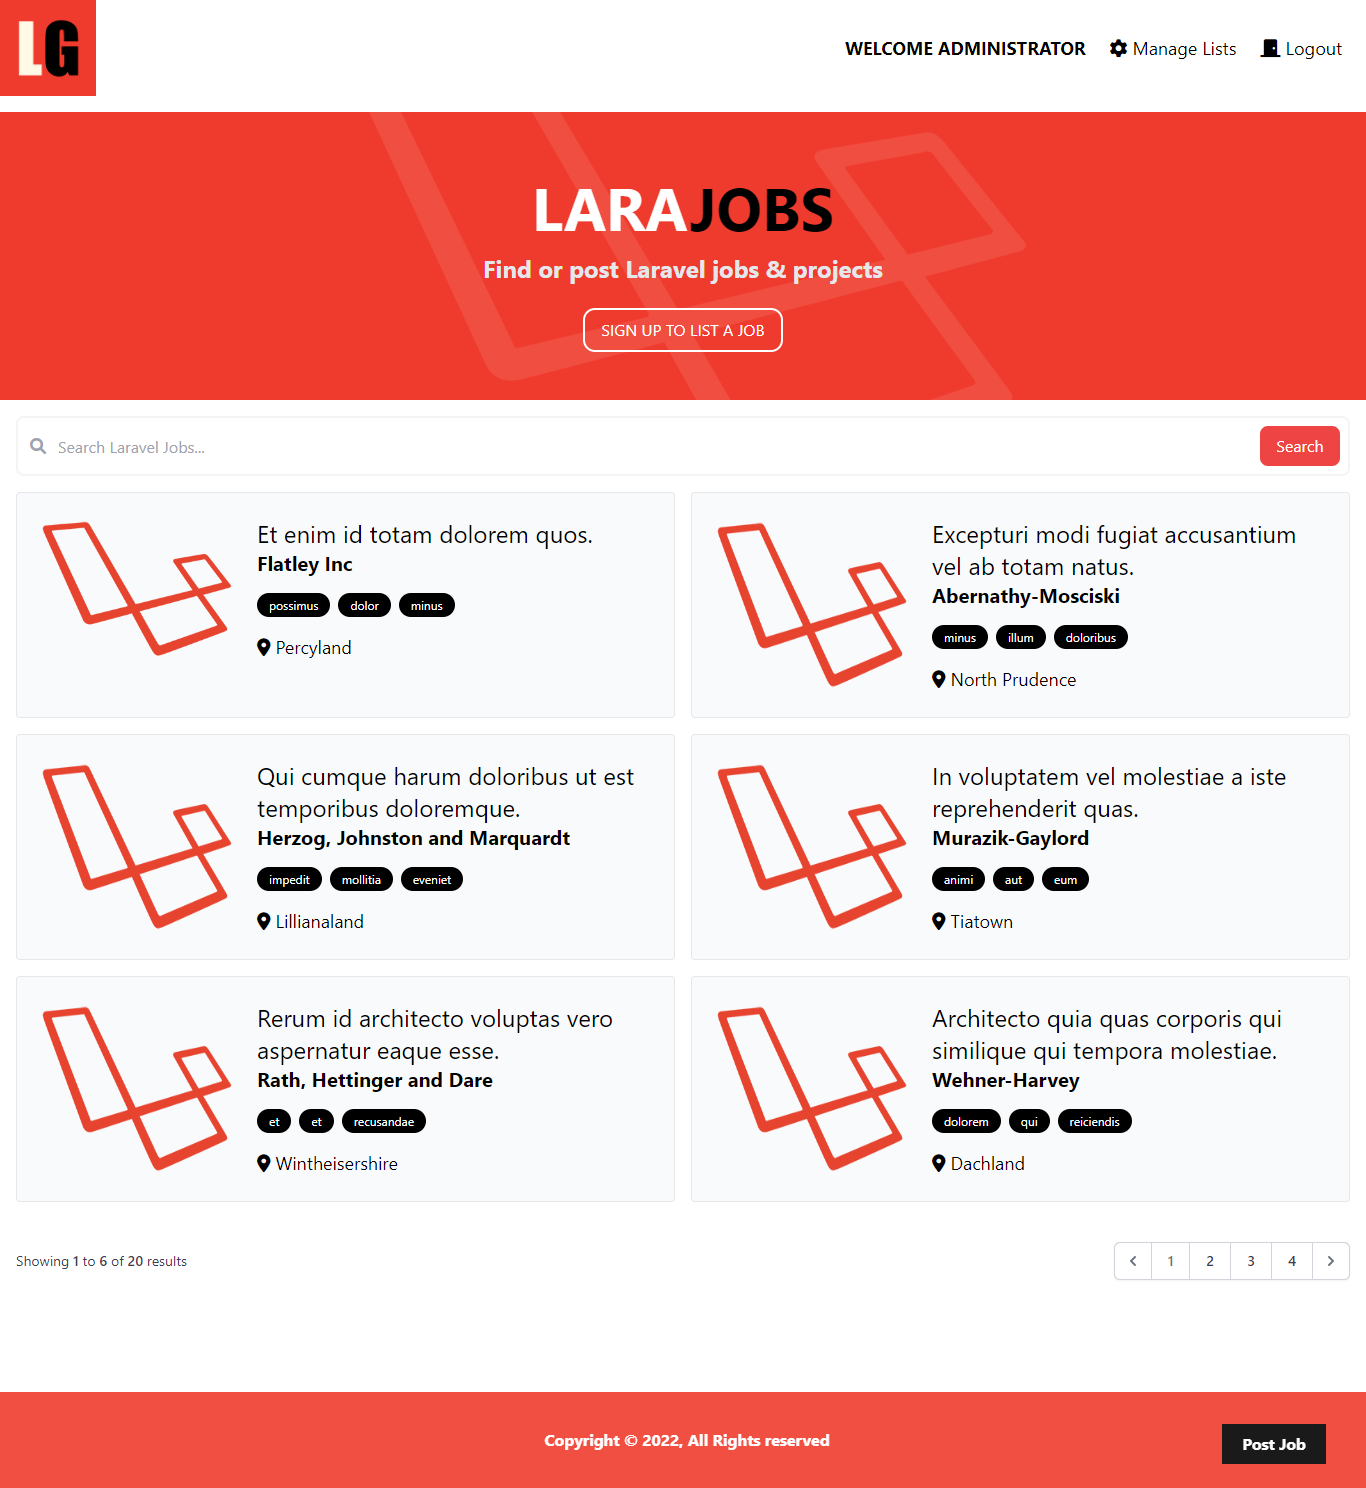 LG
WELCOME ADMINISTRATOR Manage Lists Logout
LARAJOBS
Find or post Laravel jobs & projects
SIGN UP TO LIST A JOB
Search Laravel Jobs... Search
Et enim id totam dolorem quos.
Flatley Inc
possimus dolor minus
Percyland
Excepturi modi fugiat accusantium
vel ab totam natus.
Abernathy-Mosciski
minus illum doloribus
North Prudence
Qui cumque harum doloribus ut est
temporibus doloremque.
Herzog, Johnston and Marquardt
impedit mollitia eveniet
Lillianaland
In voluptatem vel molestiae a iste
reprehenderit quas.
Murazik-Gaylord
animi aut eum
Tiatown
Rerum id architecto voluptas vero
aspernatur eaque esse.
Rath, Hettinger and Dare
et et recusandae
Wintheisershire
Architecto quia quas corporis qui
similique qui tempora molestiae.
Wehner-Harvey
dolorem qui reiciendis
Dachland
Showing 1 to 6 of 20 results
1 2 3 4
Copyright © 2022, All Rights reserved
Post Job